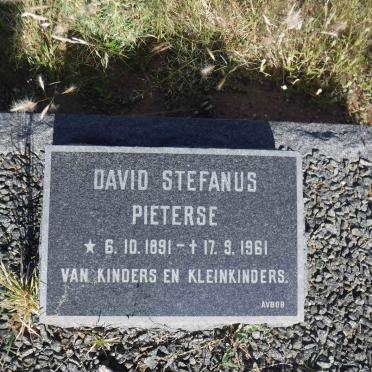 DAVID STEFANUS
PIETERSE
★ 6.10.1891 – † 17.9.1961
VAN KINDERS EN KLEINKINDERS.
AVBOB